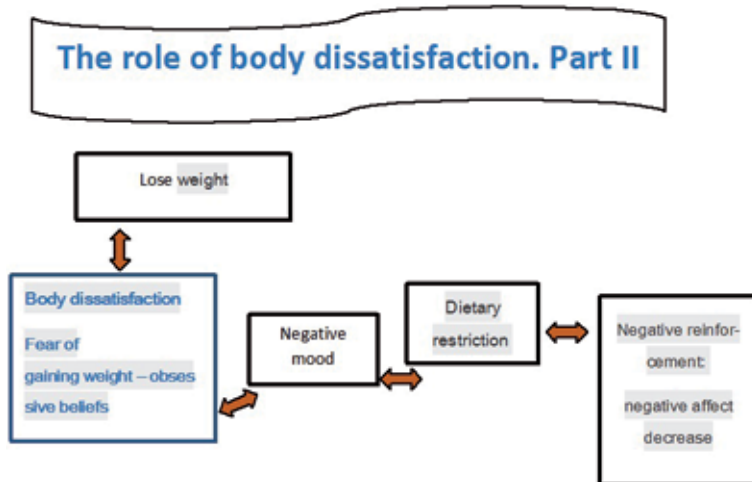 The role of body dissatisfaction. Part II
Lose weight
Body dissatisfaction
Fear of
gaining weight – obses
sive beliefs
Negative
mood
Dietary
restriction
Negative reinfor-
cement:
negative affect
decrease